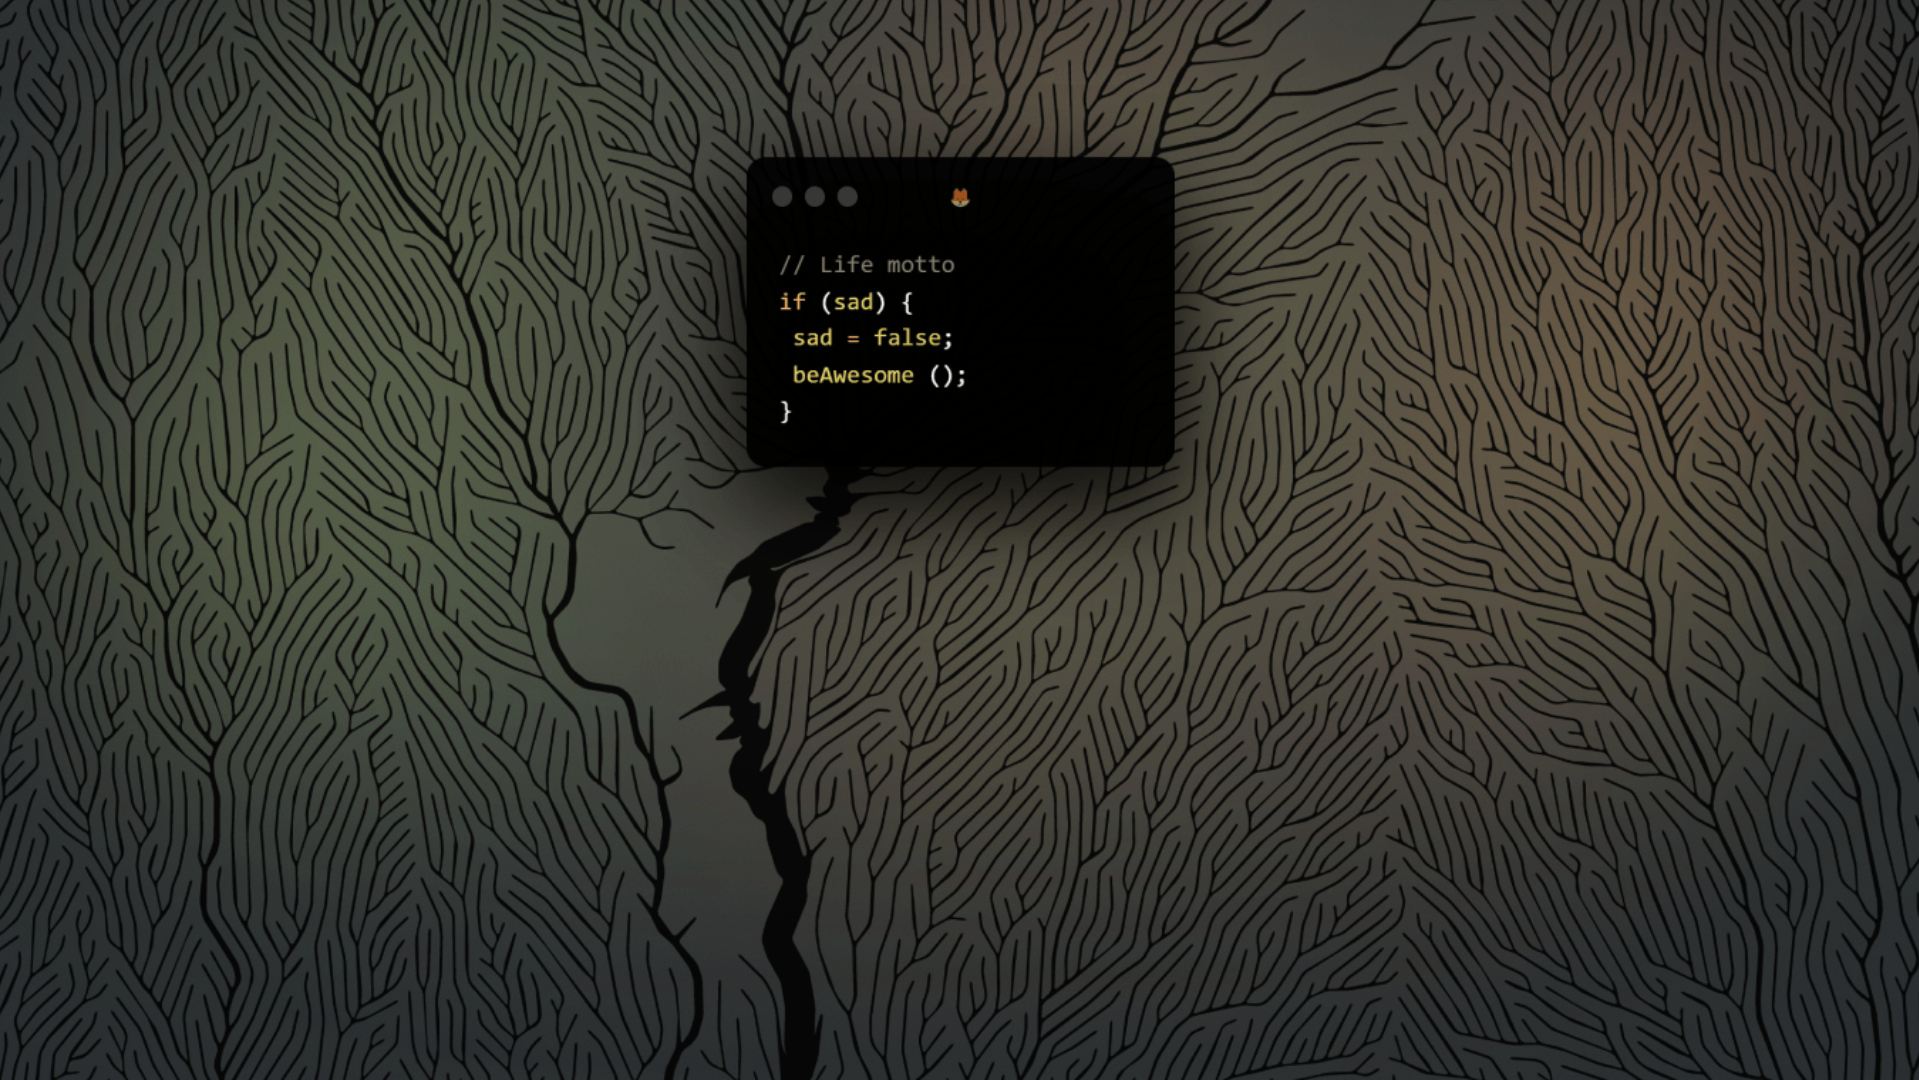 // Life motto
if (sad) {
 sad = false;
 beAwesome ();
}